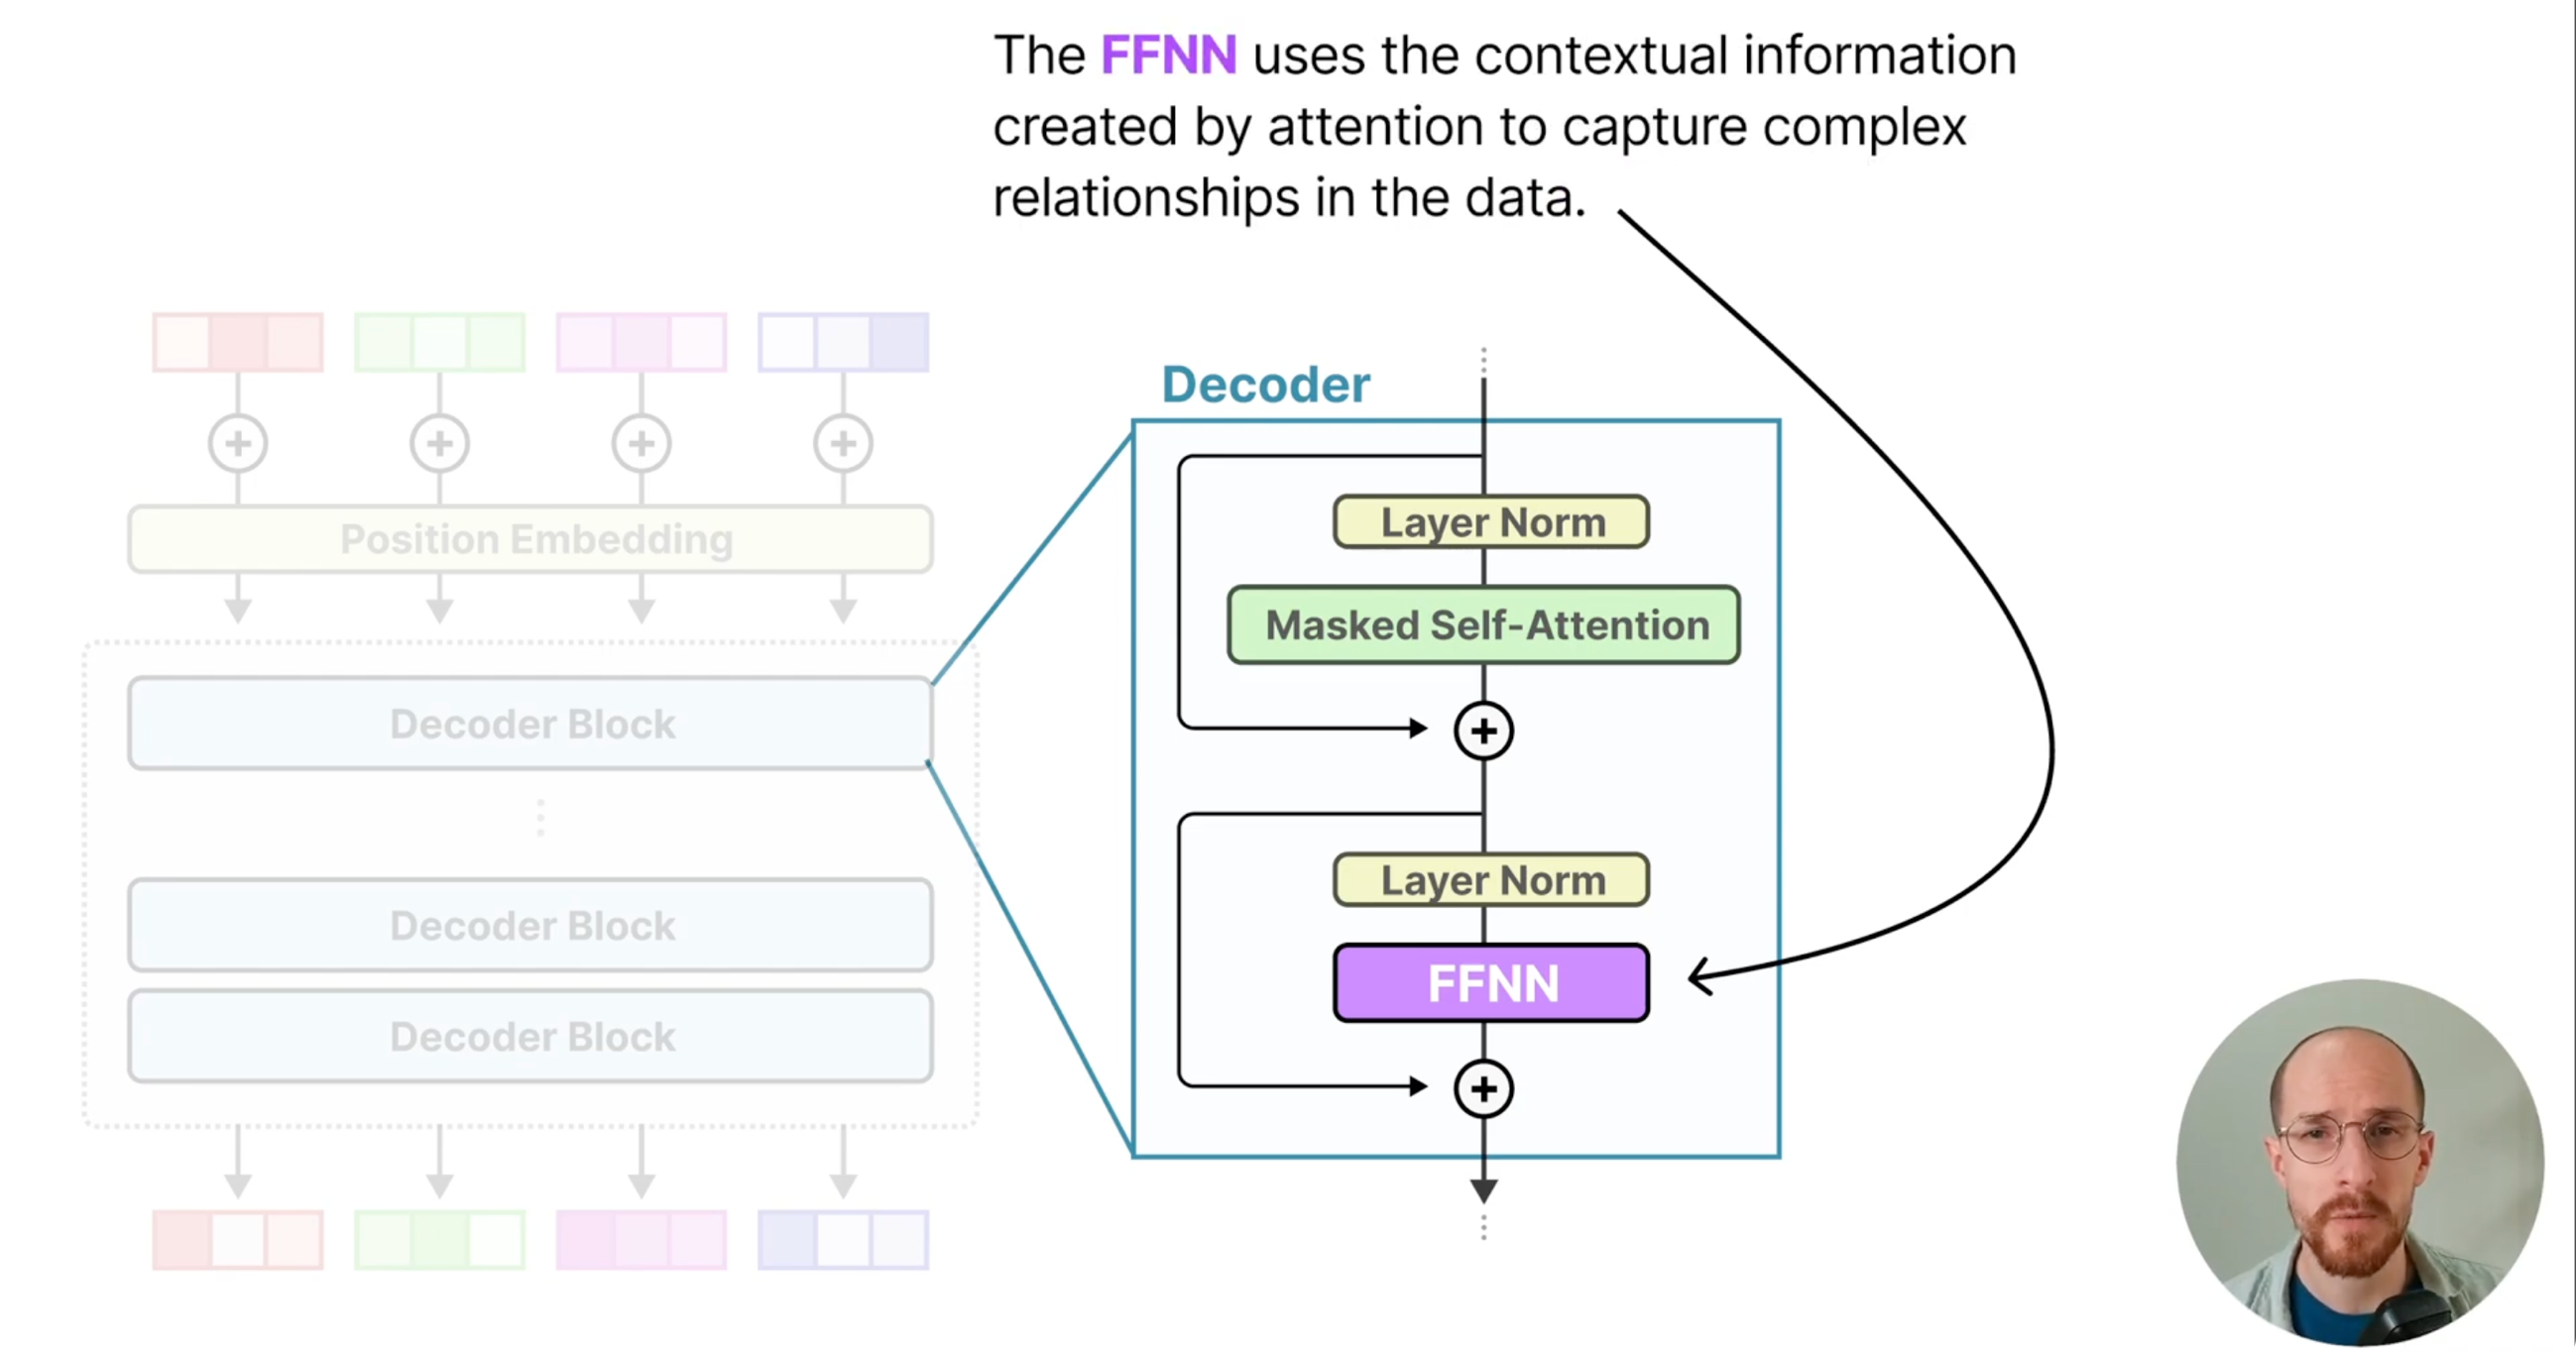 The FFNN uses the contextual information
created by attention to capture complex
relationships in the data.
Position Embedding
Decoder Block
Decoder Block
Decoder Block
Decoder
Layer Norm
Masked Self-Attention
Layer Norm
FFNN